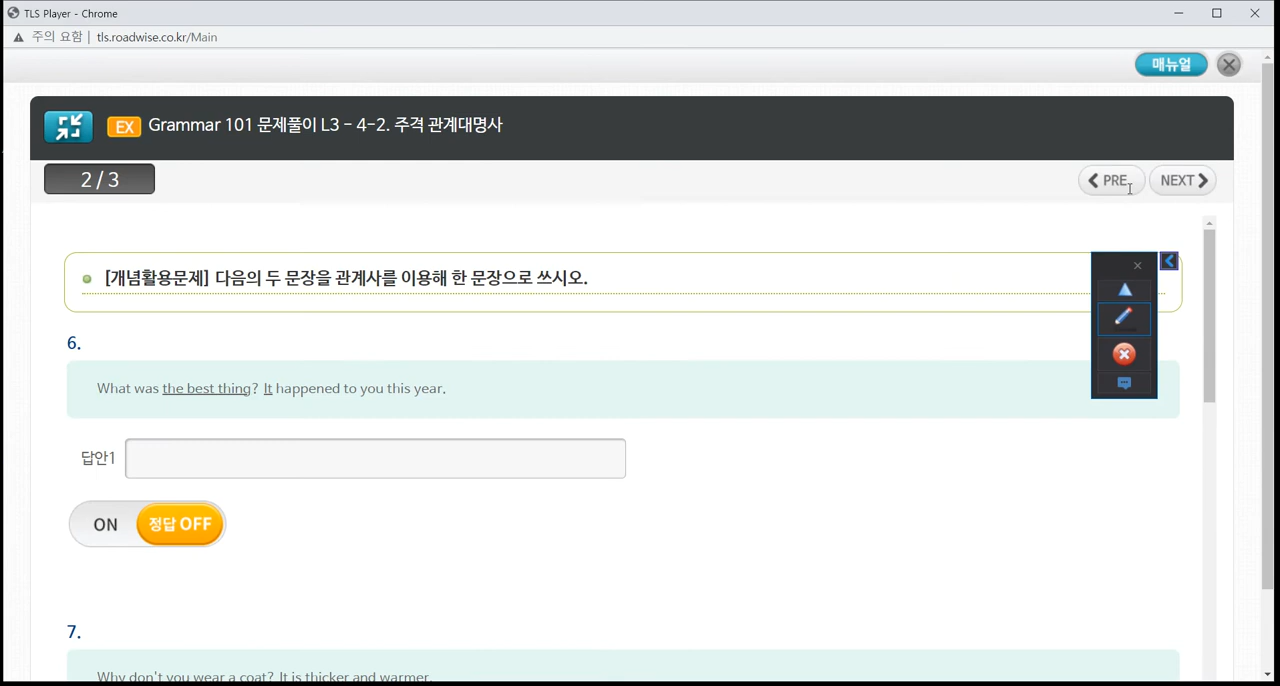 TLS Player - Chrome
주의 요함 | tls.roadwise.co.kr/Main
매뉴얼
EX Grammar 101 문제풀이 L3 - 4-2. 주격 관계대명사
2 / 3
PRE
NEXT
[개념활용문제] 다음의 두 문장을 관계사를 이용해 한 문장으로 쓰시오.
6.
What was the best thing? It happened to you this year.
답안1
ON 정답 OFF
7.
Why don't you wear a coat? It is thicker and warmer.